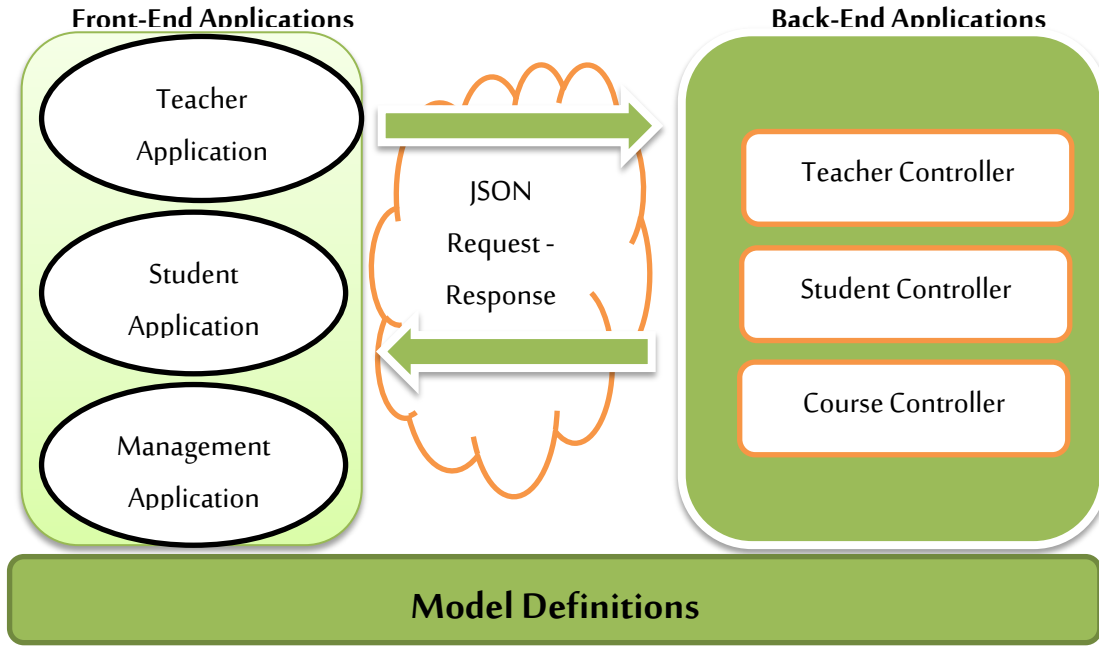 Front-End Applications
Back-End Applications
Teacher
Application
Student
Application
Management
Application
JSON
Request -
Response
Teacher Controller
Student Controller
Course Controller
Model Definitions